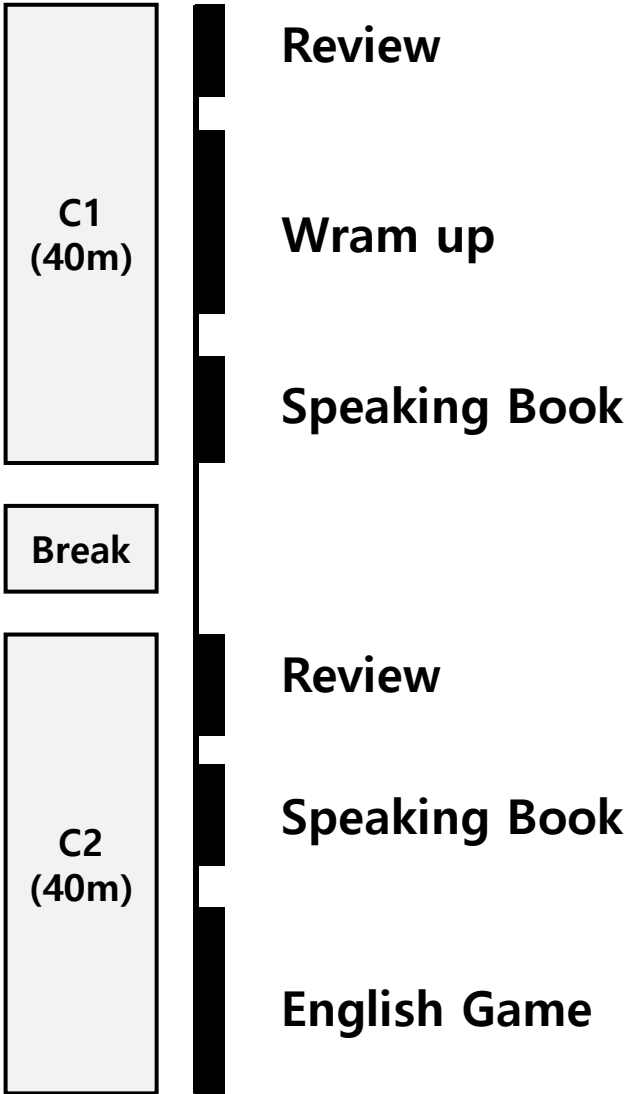 Review
C1
(40m)
Wram up
Speaking Book
Break
Review
C2
(40m)
Speaking Book
English Game